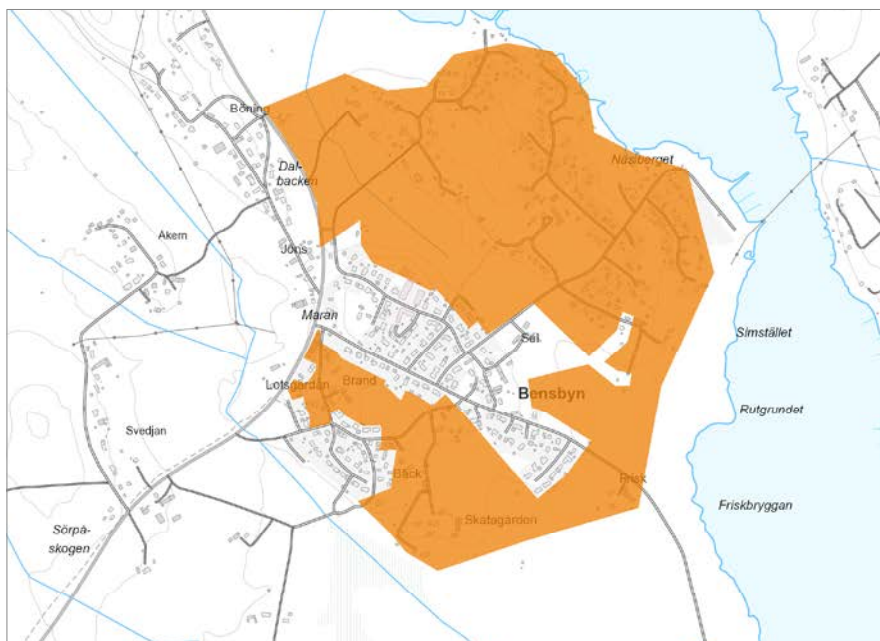 Böning
Dal-
backen
Näsberget
Akern
Jöns
Maran
Sel
Simstället
Lotsgårdan
Brand
Bensbyn
Rutgrundet
Svedjan
Bäck
Frisk
Friskbryggan
Skatagården
Sörpå-
skogen